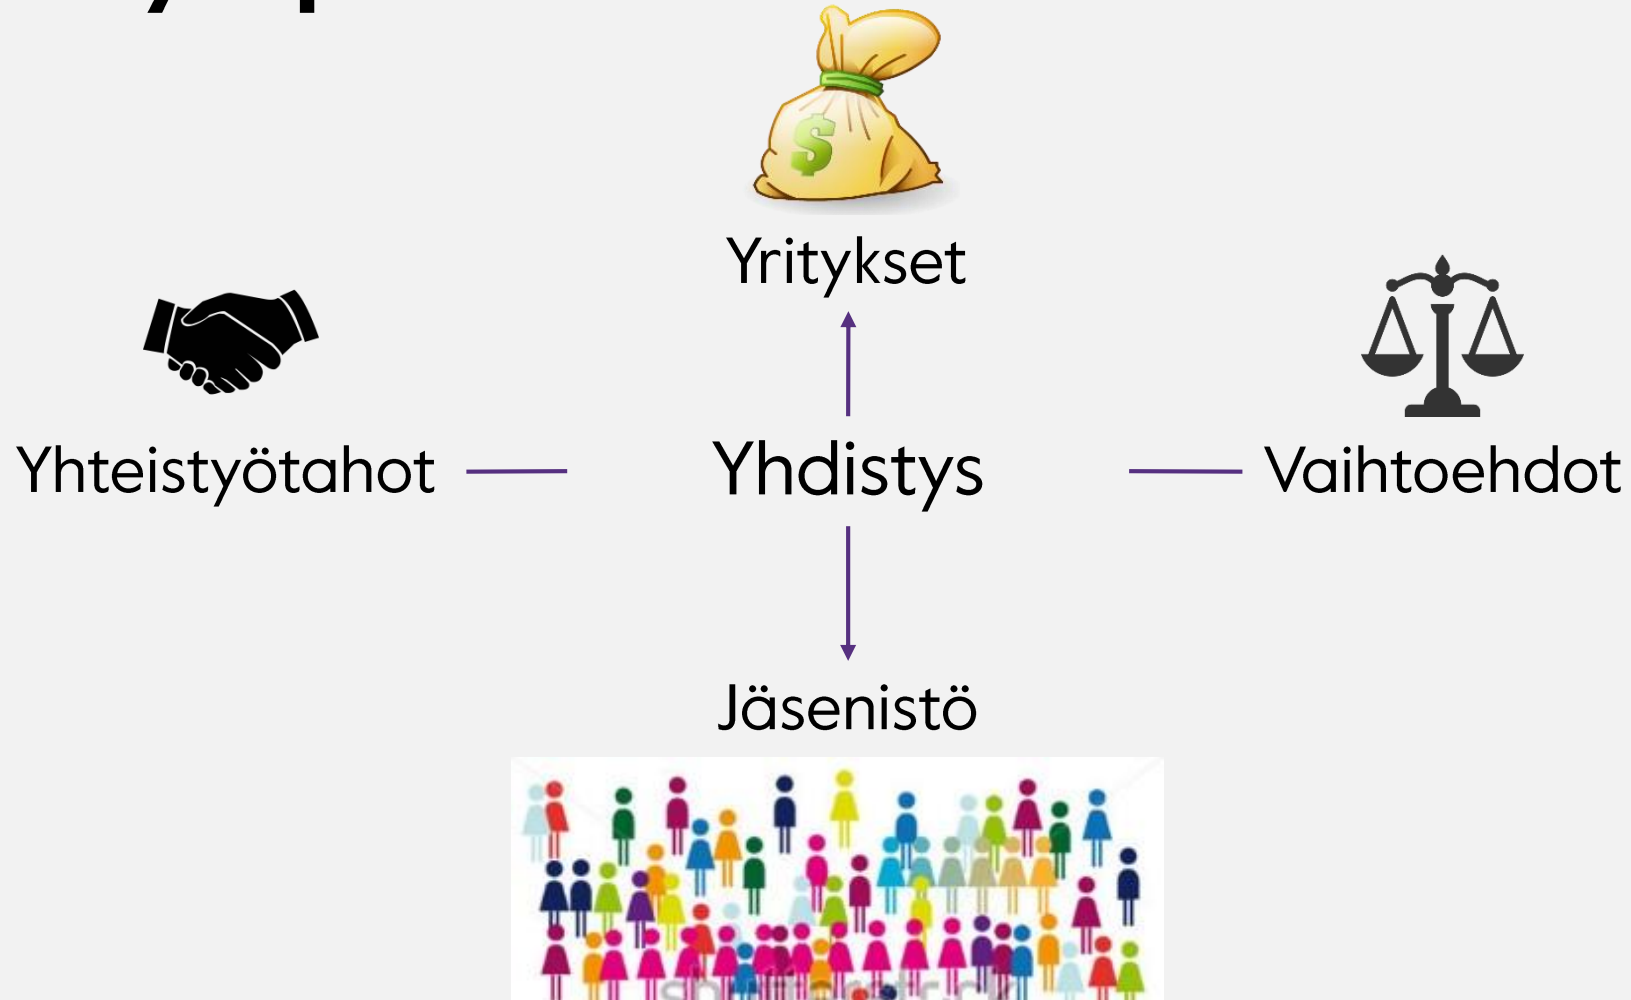 Yritykset
Yhteistyötahot
Yhdistys
Vaihtoehdot
Jäsenistö